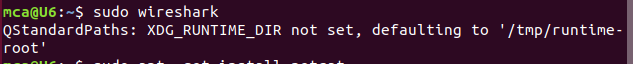 mca@U6:~$ sudo wireshark
QStandardPaths: XDG_RUNTIME_DIR not set, defaulting to '/tmp/runtime-
root'